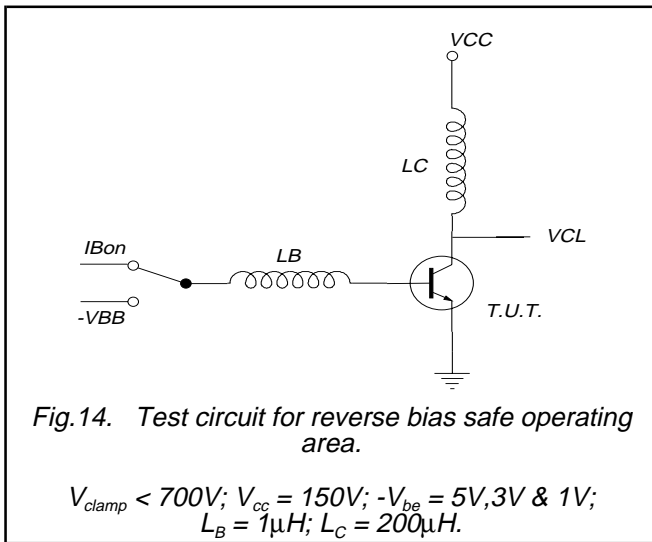 VCC
LC
IBon
LB
VCL
-VBB
T.U.T.
Fig.14. Test circuit for reverse bias safe operating
area.
Vclamp < 700V; Vcc = 150V; -Vbe = 5V,3V & 1V;
LB = 1μH; LC = 200μH.